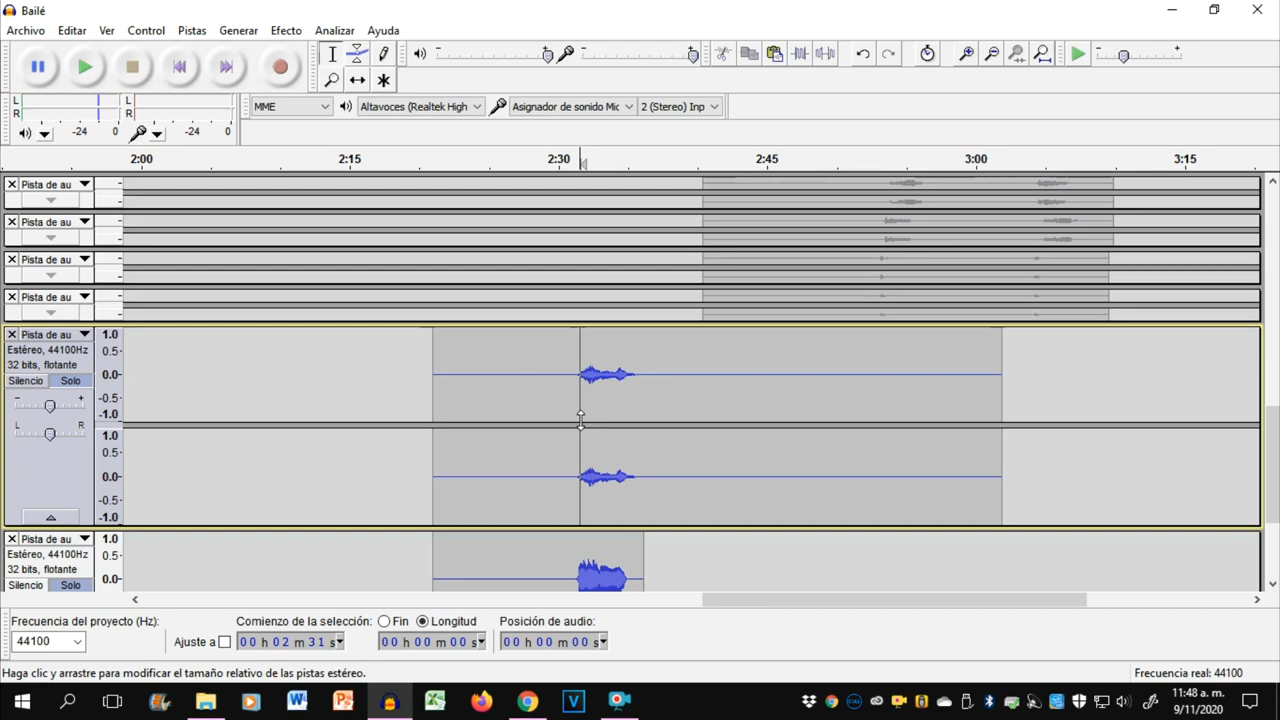 Bailé
Archivo Editar Ver Control Pistas Generar Efecto Analizar Ayuda
L L
R R
-24 0 -24 0
MME Altavoces (Realtek High Asignador de sonido Mic 2 (Stereo) Inp
2:00 2:15 2:30 2:45 3:00 3:15
Pista de au
Pista de au
Pista de au
Pista de au
Pista de au 1.0
Estéreo, 44100Hz 0.5-
32 bits, flotante 0.0-
Silencio Solo -0.5-
- + -1.0
L R 1.0
0.5-
0.0-
-0.5-
-1.0
Pista de au 1.0
Estéreo, 44100Hz 0.5-
32 bits, flotante 0.0-
Silencio Solo
Frecuencia del proyecto (Hz): Comienzo de la selección: Fin Longitud Posición de audio:
44100 Ajuste a 00 h 02 m 31 s 00 h 00 m 00 s 00 h 00 m 00 s
Haga clic y arrastre para modificar el tamaño relativo de las pistas estéreo. Frecuencia real: 44100
11:48 a. m.
9/11/2020